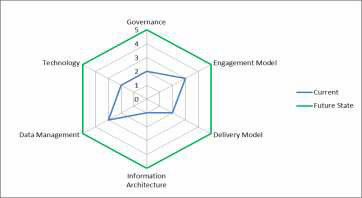 Governance
5
4
3
2
1
0
Technology
Engagement Model
Current
Future State
Data Management
Delivery Model
Information
Architecture